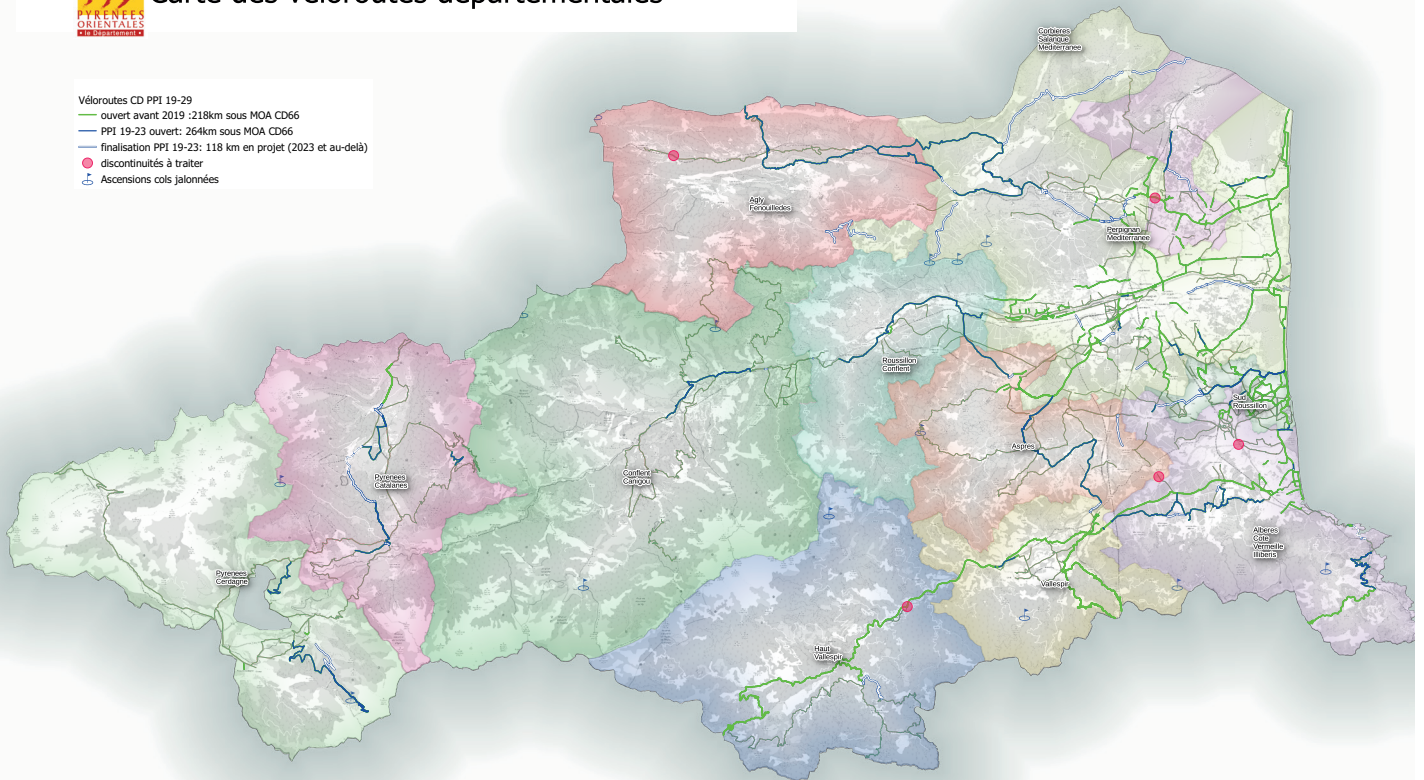 Carte des véloroutes départementales
PYRENEES
ORIENTALES
• le Département •
Véloroutes CD PPI 19-29
ouvert avant 2019 :218km sous MOA CD66
PPI 19-23 ouvert: 264km sous MOA CD66
finalisation PPI 19-23: 118 km en projet (2023 et au-delà)
discontinuités à traiter
Ascensions cols jalonnées
Corbieres
Salanque
Mediterranee
Agly
Fenouilledes
Perpignan
Mediterranee
Roussillon
Conflent
Sud
Roussillon
Aspres
Pyrenees
Catalanes
Conflent
Canigou
Alberes
Cote
Vermeille
Illiberis
Pyrenees
Cerdagne
Vallespir
Haut
Vallespir